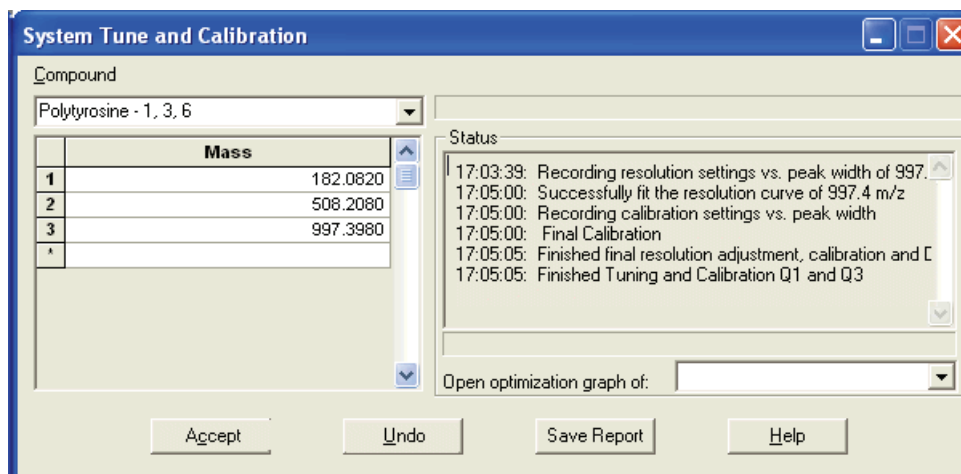 System Tune and Calibration
Compound
Polytyrosine - 1, 3, 6
Mass
1 182.0820
2 508.2080
3 997.3980
*
Status
17:03:39: Recording resolution settings vs. peak width of 997.
17:05:00: Successfully fit the resolution curve of 997.4 m/z
17:05:00: Recording calibration settings vs. peak width
17:05:00: Final Calibration
17:05:05: Finished final resolution adjustment, calibration and
17:05:05: Finished Tuning and Calibration Q1 and Q3
Open optimization graph of:
Accept Undo Save Report Help